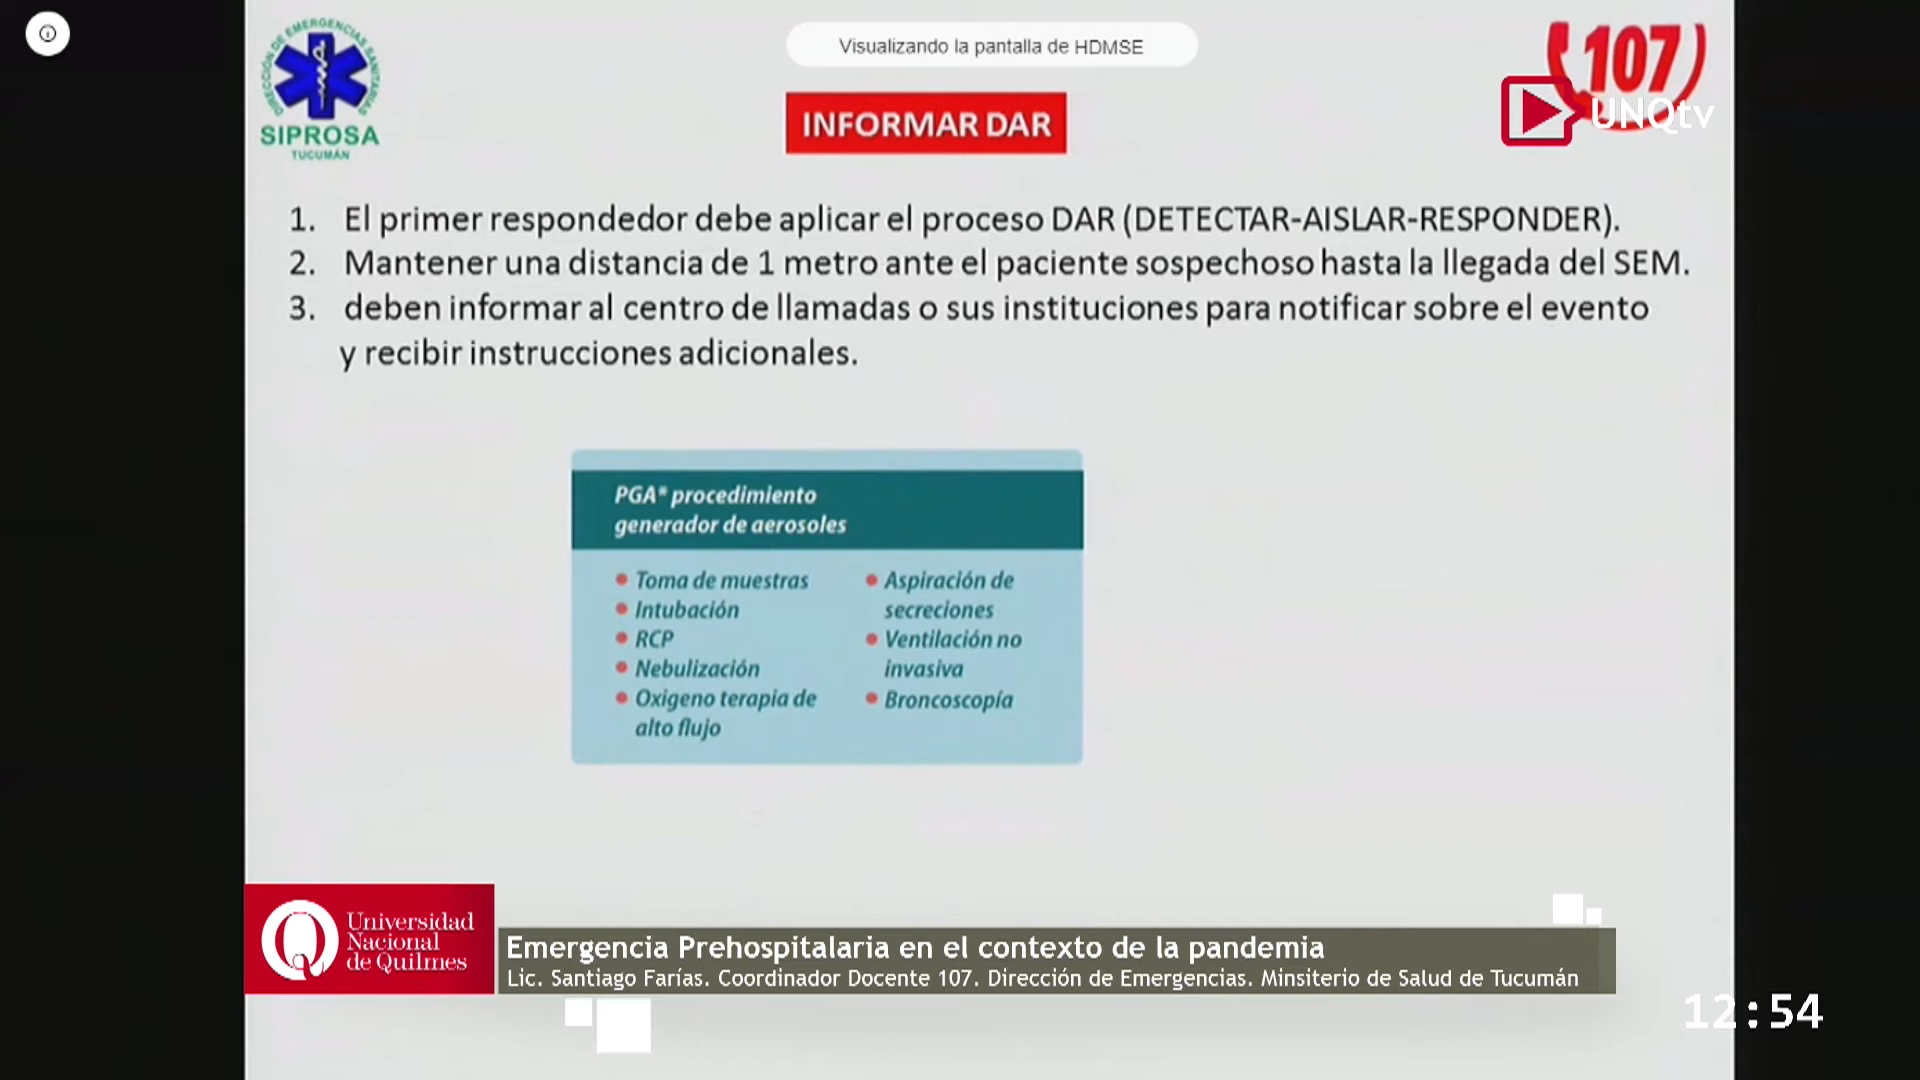 DIRECCIÓN DE EMERGENCIAS SANITARIAS
SIPROSA
TUCUMÁN
Visualizando la pantalla de HDMSE
107
UNQtv
INFORMAR DAR
1. El primer respondedor debe aplicar el proceso DAR (DETECTAR-AISLAR-RESPONDER).
2. Mantener una distancia de 1 metro ante el paciente sospechoso hasta la llegada del SEM.
3. deben informar al centro de llamadas o sus instituciones para notificar sobre el evento
y recibir instrucciones adicionales.
PGA* procedimiento
generador de aerosoles
Toma de muestras
Intubación
RCP
Nebulización
Oxigeno terapia de
alto flujo
Aspiración de
secreciones
Ventilación no
invasiva
Broncoscopía
Universidad
Nacional
de Quilmes
Emergencia Prehospitalaria en el contexto de la pandemia
Lic. Santiago Farías. Coordinador Docente 107. Dirección de Emergencias. Minsiterio de Salud de Tucumán
12:54